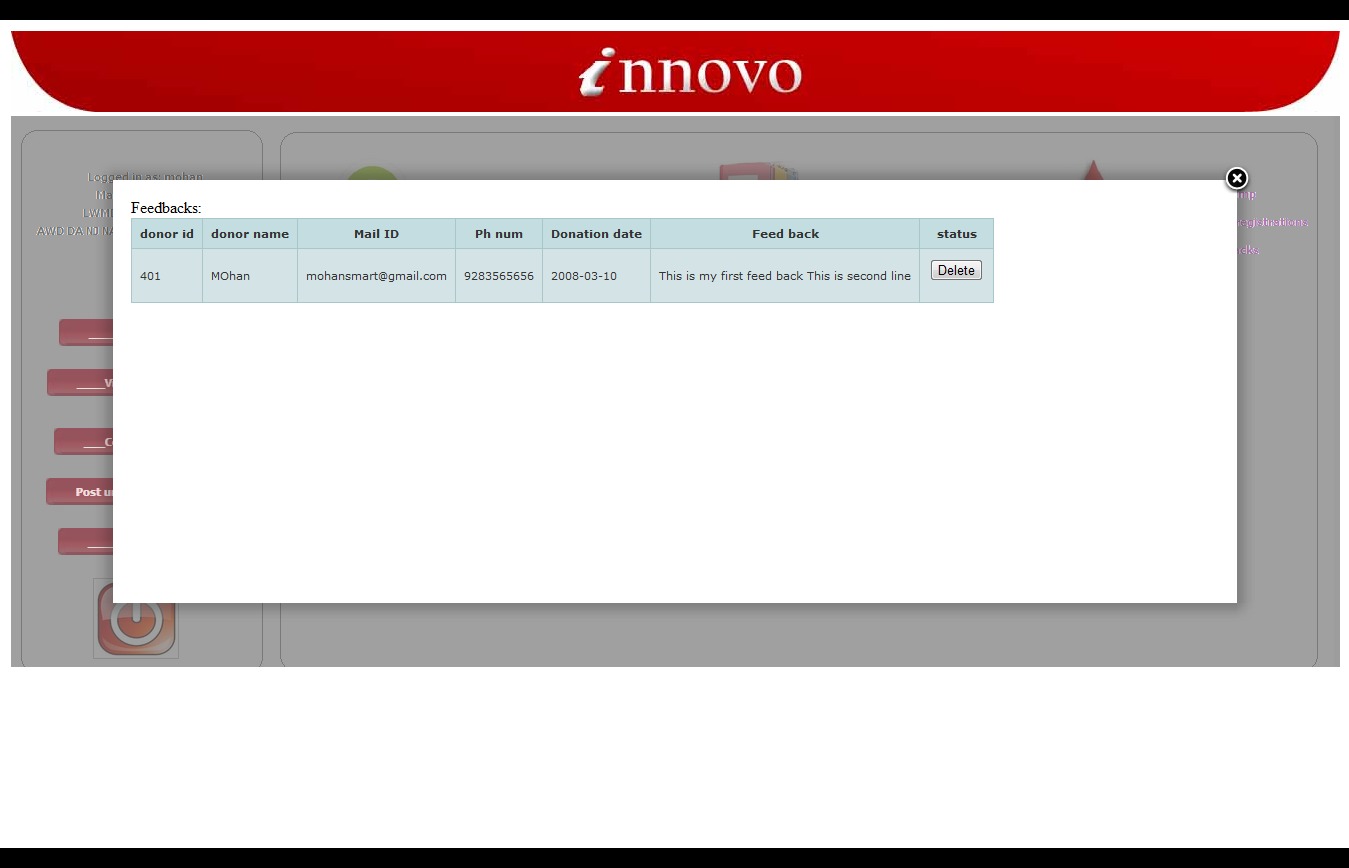 innovo
Logged in as: mohan
Feedbacks:
donor id donor name Mail ID Ph num Donation date Feed back status
401 MOhan mohansmart@gmail.com 9283565656 2008-03-10 This is my first feed back This is second line Delete
Post